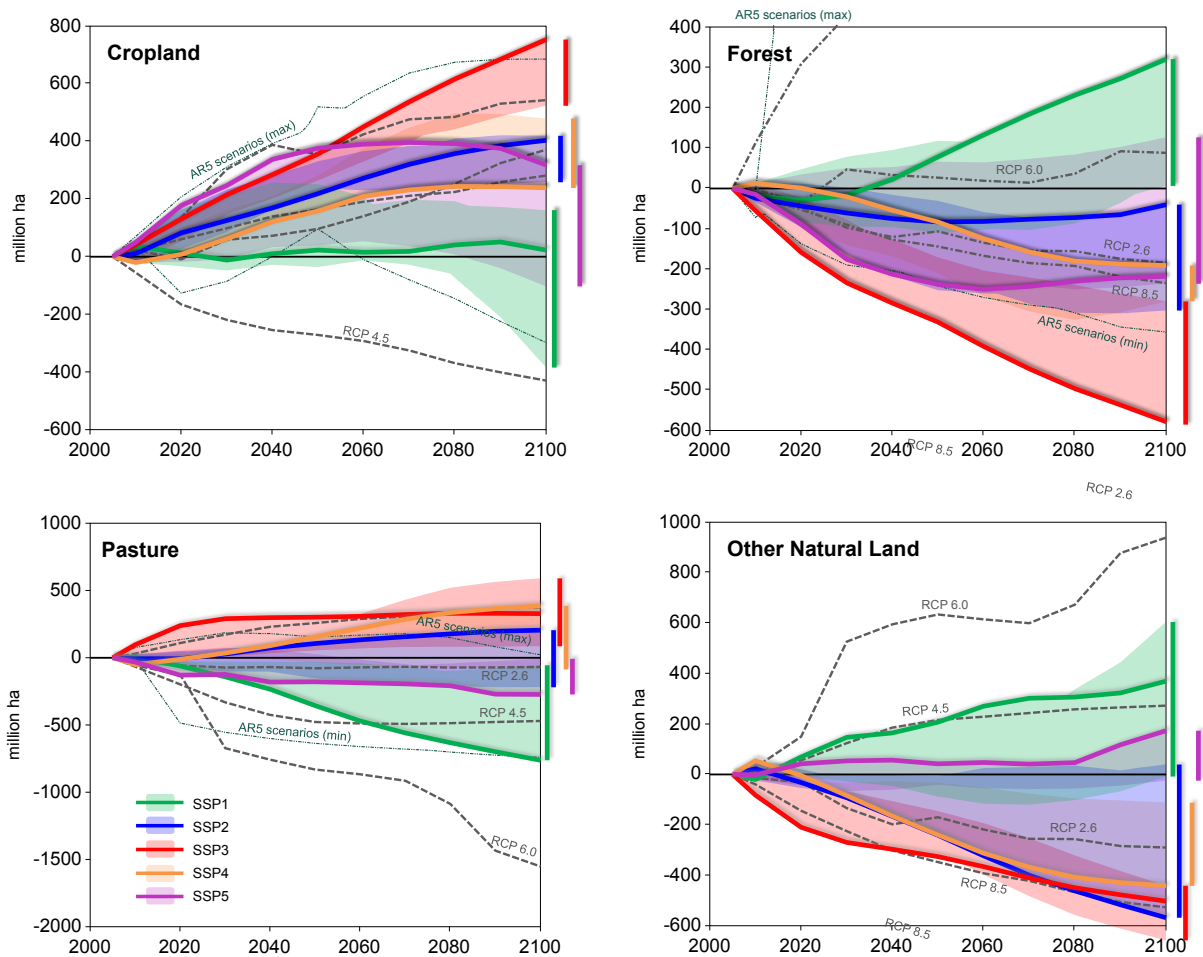 Cropland
million ha
800
600
400
200
0
-200
-400
-600
2000
2020
2040
2060
2080
2100
AR5 scenarios (max)
RCP 4.5
AR5 scenarios (max)
Forest
400
300
200
100
0
-100
-200
-300
-400
-500
-600
2000
2020
2040
2060
2080
2100
RCP 6.0
RCP 2.6
RCP 8.5
AR5 scenarios (min)
RCP 8.5
RCP 2.6
Pasture
million ha
1000
500
0
-500
-1000
-1500
-2000
2000
2020
2040
2060
2080
2100
AR5 scenarios (max)
RCP 2.6
RCP 4.5
AR5 scenarios (min)
RCP 6.0
SSP1
SSP2
SSP3
SSP4
SSP5
Other Natural Land
million ha
1000
800
600
400
200
0
-200
-400
-600
2000
2020
2040
2060
2080
2100
RCP 6.0
RCP 4.5
RCP 2.6
RCP 8.5
RCP 8.5